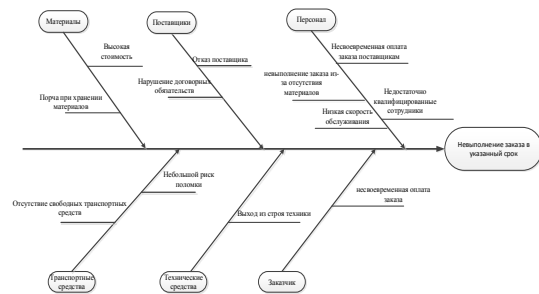 Материалы
Поставщики
Персонал
Высокая
стоимость
Порча при хранении
материалов
Отказ поставщика
Нарушение договорных
обязательств
Несвоевременная оплата
заказа поставщикам
невыполнение заказа из-
за отсутствия
материалов
Низкая скорость
обслуживания
Недостаточно
квалифицированные
сотрудники
Невыполнение заказа в
указанный срок
Небольшой риск
поломки
Отсутствие свободных транспортных
средств
Выход из строя техники
несвоевременная оплата
заказа
Транспортные
средства
Технические
средства
Заказчик